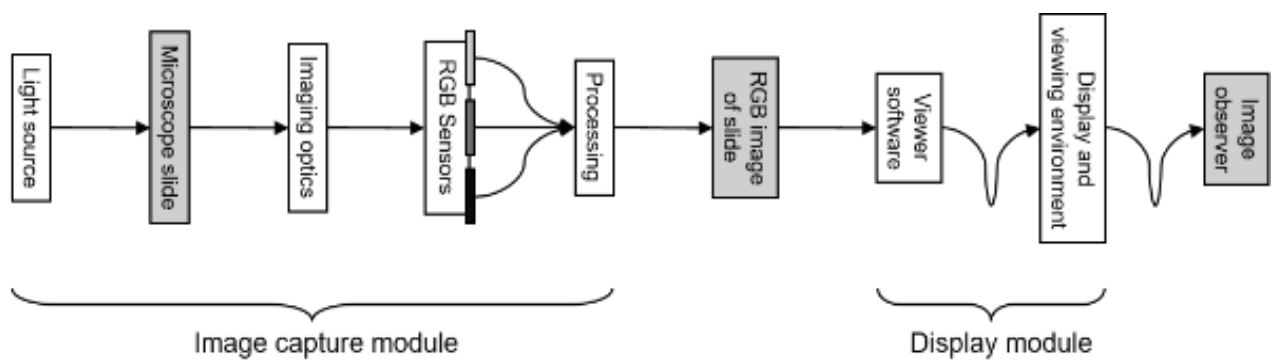 Light source
Microscope slide
Imaging optics
RGB Sensors
Processing
RGB image
of slide
Viewer
software
Display and
viewing environment
Image
observer
Image capture module
Display module